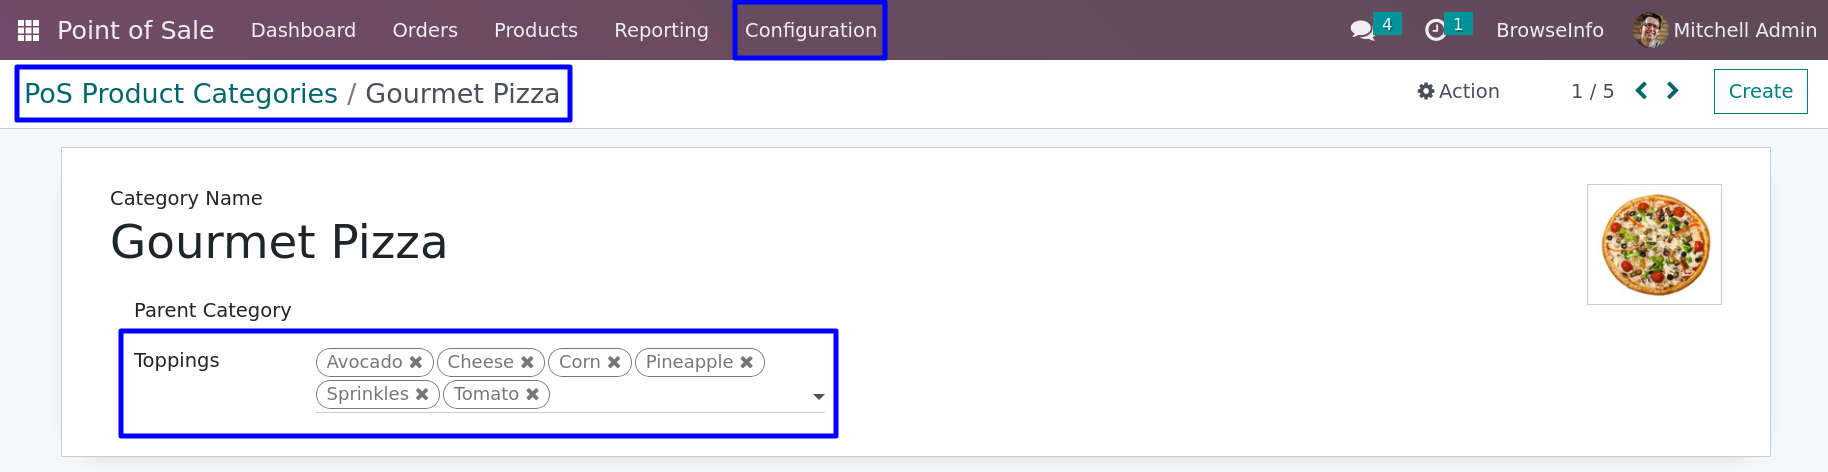 Point of Sale Dashboard Orders Products Reporting Configuration 4 1 BrowseInfo Mitchell Admin
PoS Product Categories / Gourmet Pizza Action 1 / 5 Create
Category Name
Gourmet Pizza
Parent Category
Toppings Avocado Cheese Corn Pineapple
Sprinkles Tomato